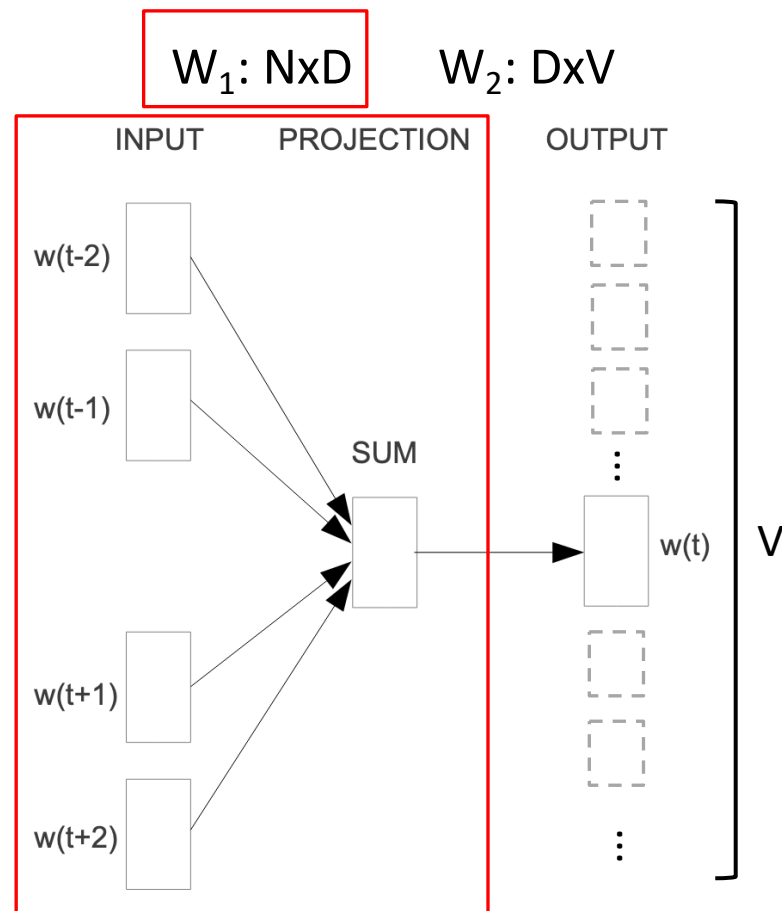 W₁: NxD W₂: DxV
INPUT PROJECTION OUTPUT
w(t-2)
w(t-1)
SUM
⋮
w(t) V
w(t+1)
w(t+2)
⋮